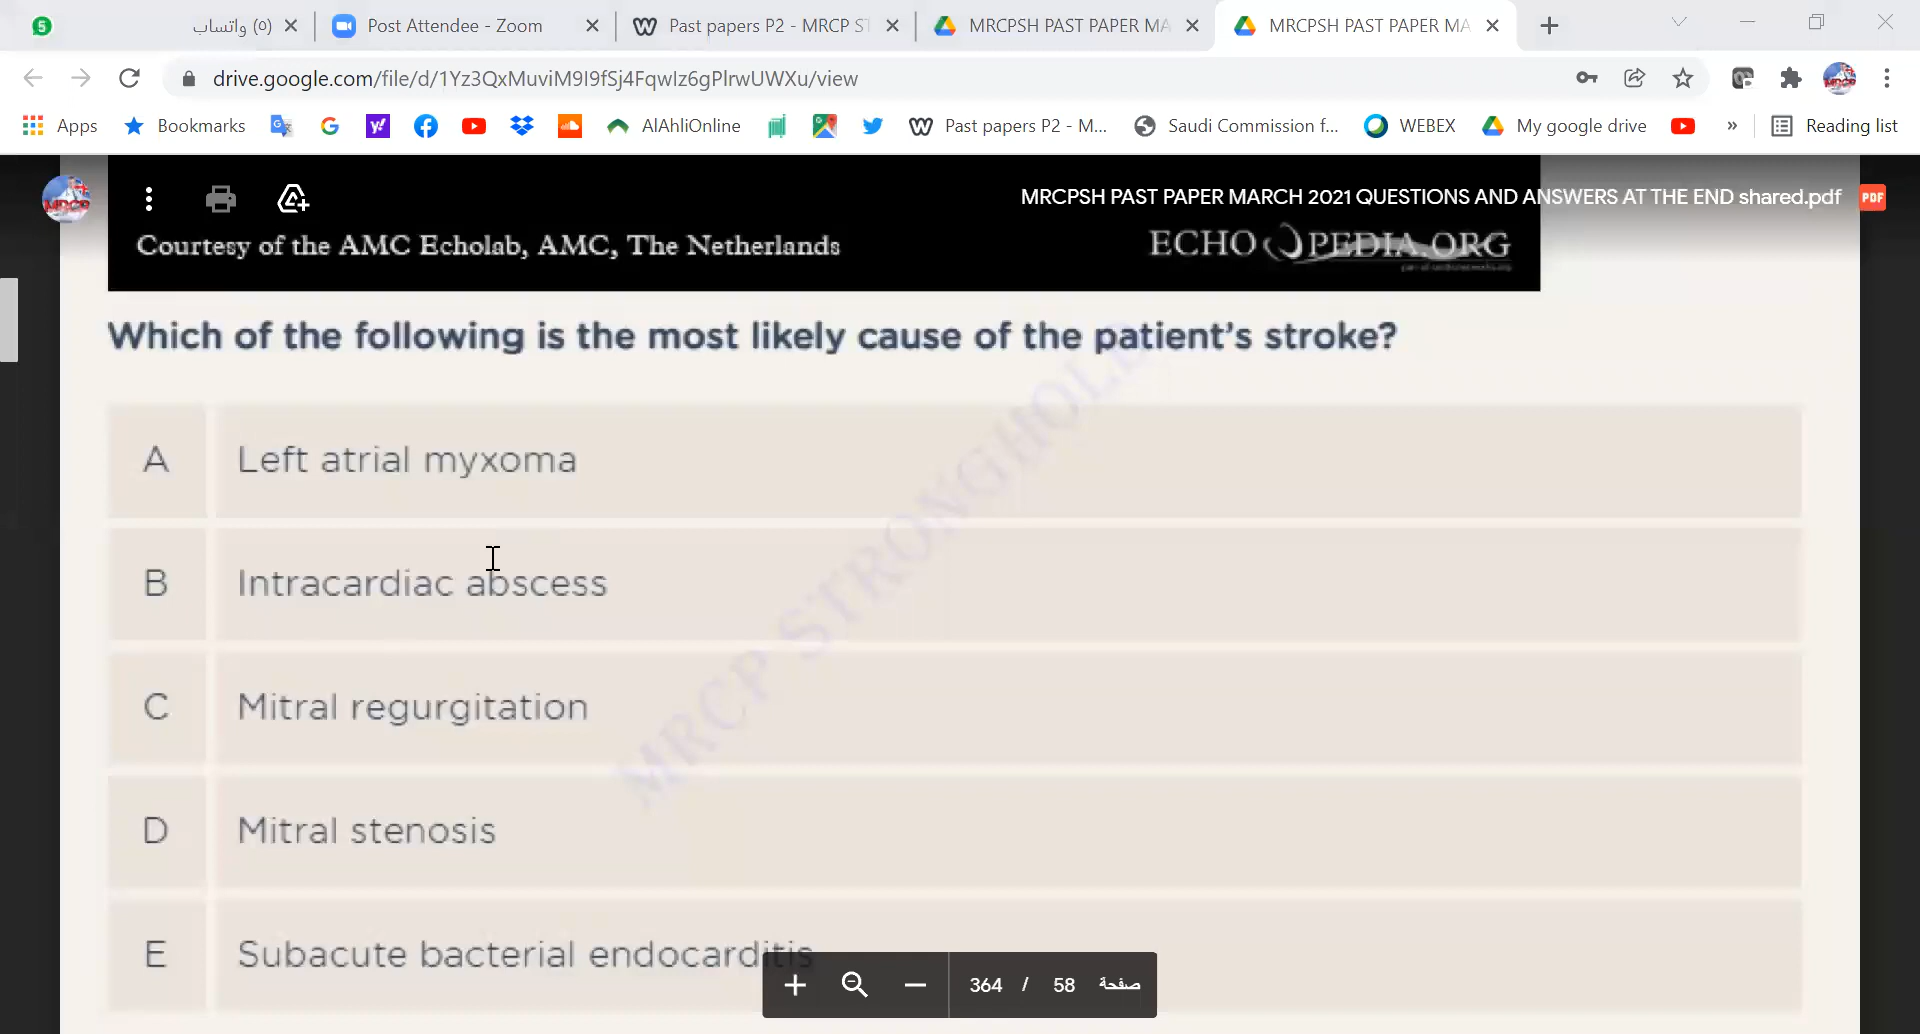 واتساب (٥)
Post Attendee - Zoom
Past papers P2 - MRCP ST
MRCPSH PAST PAPER MA
MRCPSH PAST PAPER MA
drive.google.com/file/d/1Yz3QxMuviM9I9fSj4FqwIz6gPlrwUWXu/view
Apps
Bookmarks
AlAhliOnline
Past papers P2 - M...
Saudi Commission f...
WEBEX
My google drive
»
Reading list
MRCPSH PAST PAPER MARCH 2021 QUESTIONS AND ANSWERS AT THE END shared.pdf
PDF
Courtesy of the AMC Echolab, AMC, The Netherlands
ECHOPEDIA.ORG
Which of the following is the most likely cause of the patient's stroke?
A Left atrial myxoma
B Intracardiac abscess
C Mitral regurgitation
D Mitral stenosis
E Subacute bacterial endocarditis
MRCP STRONGHOLD
364 / 58 صفحة